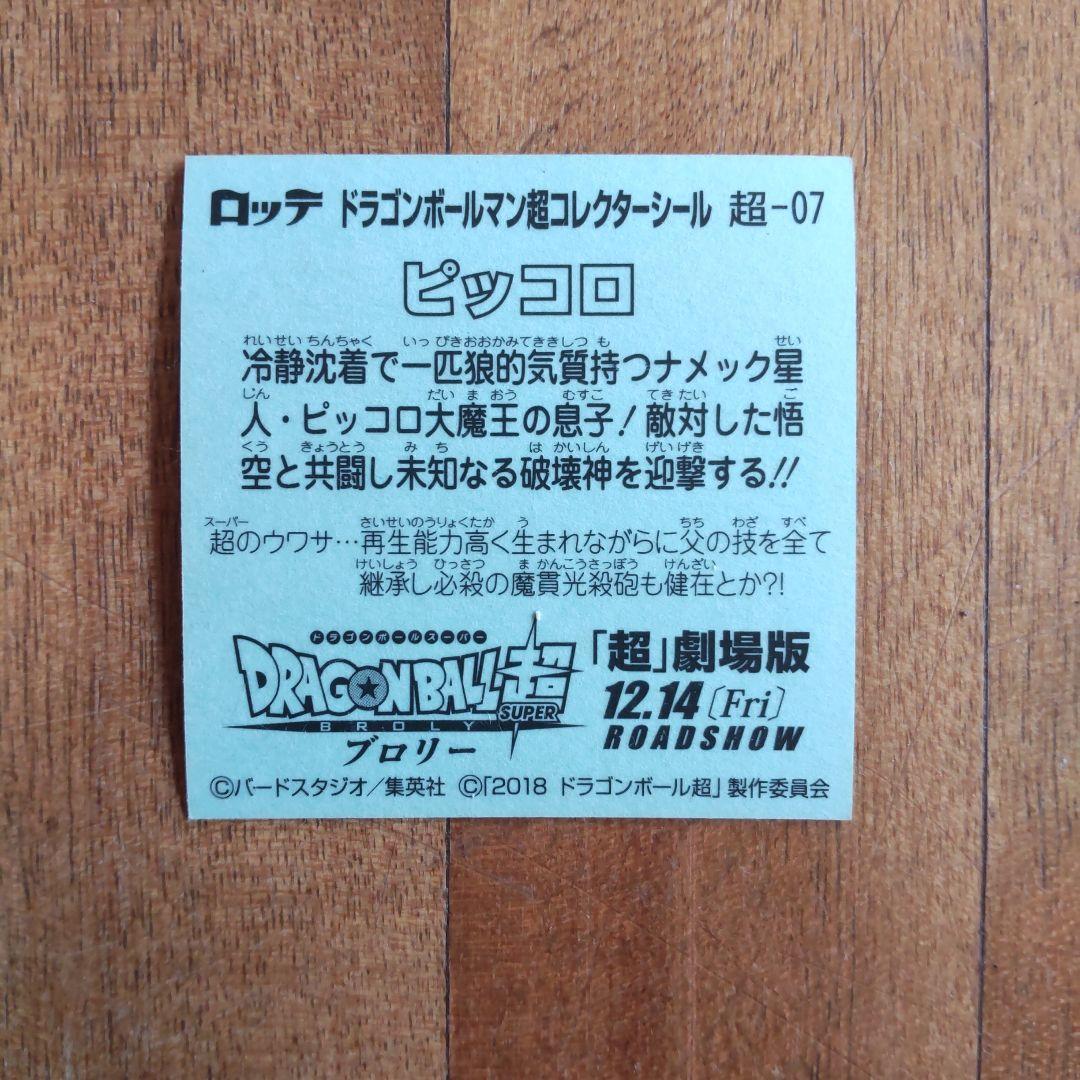 ロッテ ドラゴンボールマン超コレクターシール 超-07
ピッコロ
れいせいちんちゃく いっぴきおおかみてききしつ も せい
冷静沈着で一匹狼的気質持つナメック星
じん だい ま おう むすこ てきたい ご
人・ピッコロ大魔王の息子!敵対した悟
くう きょうとう み ち は かいしん げいげき
空と共闘し未知なる破壊神を迎撃する!!
スーパー さいせいのうりょくたか う ちち わざ すべ
超のウワサ…再生能力高く生まれながらに父の技を全て
けいしょう ひっさつ ま かんこうさっぽう けんざい
継承し必殺の魔貫光殺砲も健在とか?!
ドラゴンボールスーパー
DRAGON BALL 超
SUPER
BROLY
ブロリー
「超」劇場版
12.14〔Fri〕
ROADSHOW
©バードスタジオ/集英社 ©「2018 ドラゴンボール超」製作委員会